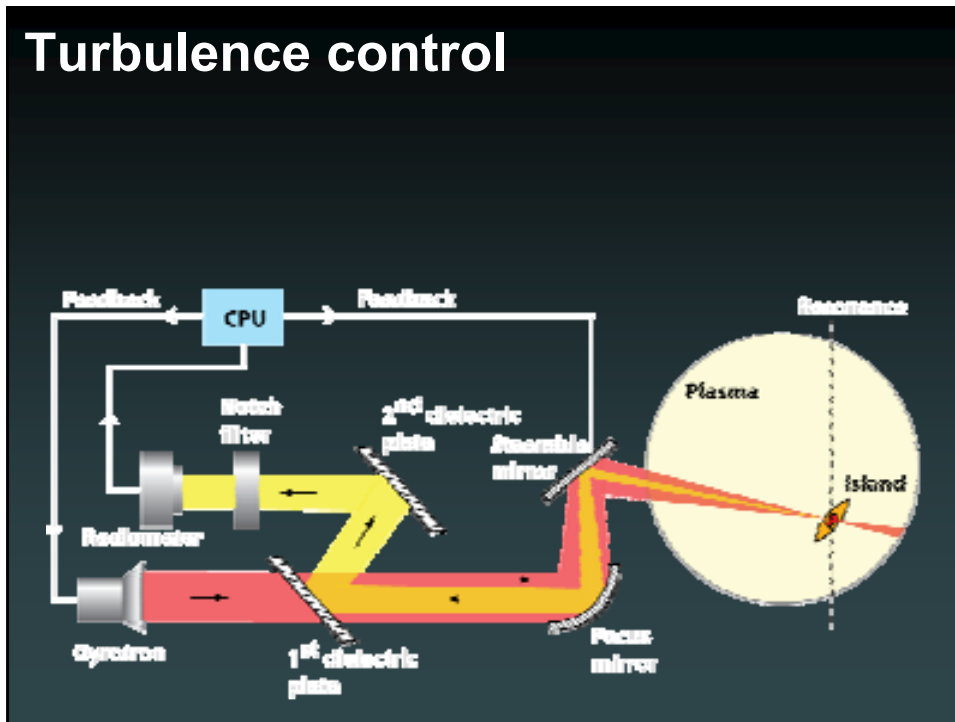 Turbulence control
Feedback
CPU
Feedback
Resonance
Plasma
Notch
filter
2nd dielectric
plate
Steerable
mirror
Island
Radiometer
Gyrotron
1st dielectric
plate
Focus
mirror